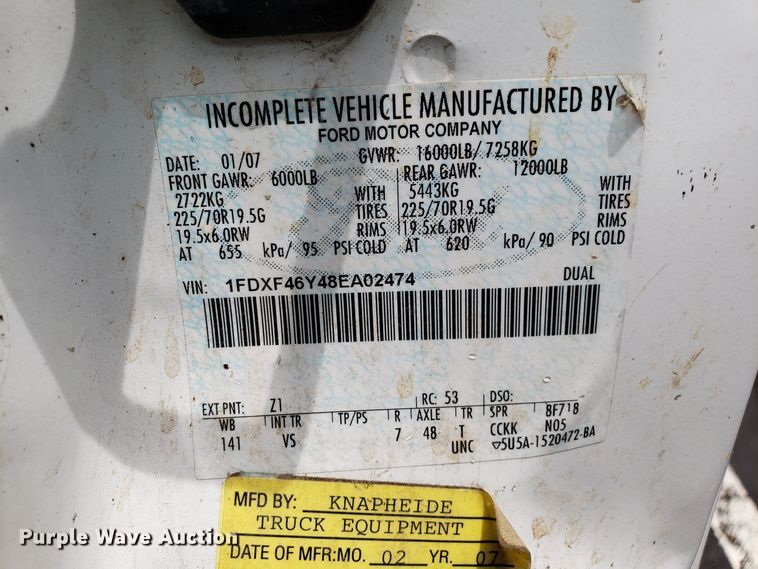 INCOMPLETE VEHICLE MANUFACTURED BY
FORD MOTOR COMPANY
DATE: 01/07 GVWR: 16000LB/ 7258KG
FRONT GAWR: 6000LB REAR GAWR: 12000LB
2722KG WITH 5443KG WITH
225/70R19.5G TIRES 225/70R19.5G TIRES
19.5x6.0RW RIMS 19.5x6.0RW RIMS
AT 655 kPa/ 95 PSI COLD AT 620 kPa/ 90 PSI COLD
VIN: 1FDXF46Y48EA02474 DUAL
EXT PNT: Z1 RC: 53 DSO:
WB INT TR TP/PS R AXLE TR SPR 8F718
141 VS 7 48 T CCKK N05
UNC ▽5U5A-1520472-BA
MFD BY: KNAPHEIDE
TRUCK EQUIPMENT
DATE OF MFR: MO. 02 YR. 07
Purple Wave Auction